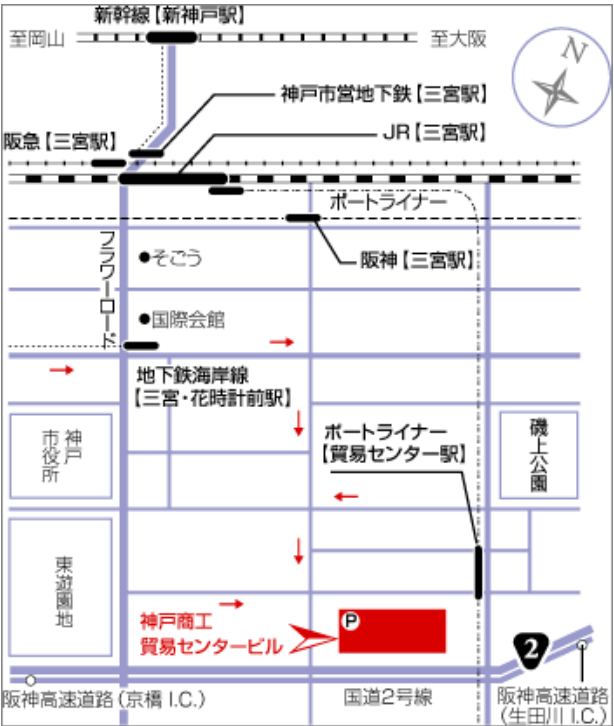 新幹線【新神戸駅】
至岡山
至大阪
N
神戸市営地下鉄【三宮駅】
阪急【三宮駅】
JR【三宮駅】
ポートライナー
フラワーロード
●そごう
阪神【三宮駅】
●国際会館
地下鉄海岸線
【三宮・花時計前駅】
ポートライナー
【貿易センター駅】
神戸
市役所
磯上公園
東遊園地
神戸商工
貿易センタービル
P
2
阪神高速道路(京橋 I.C.)
国道2号線
阪神高速道路
(生田川 I.C.)